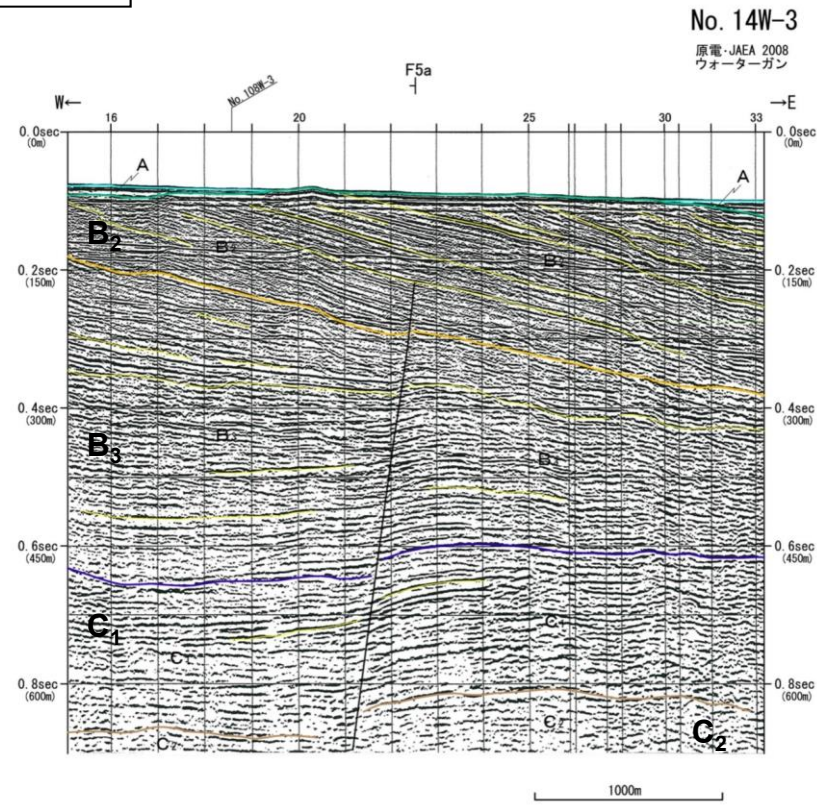 No. 14W-3
原電・JAEA 2008
ウォーターガン
F5a
No.108W-3
W← →E
16 20 25 30 33
0.0sec 0.0sec
(0m) (0m)
A A
B2
B2 B2
0.2sec 0.2sec
(150m) (150m)
0.4sec 0.4sec
(300m) (300m)
B3
B3 B3
0.6sec 0.6sec
(450m) (450m)
C1
C1 C1
0.8sec 0.8sec
(600m) (600m)
C2 C2
C2
1000m